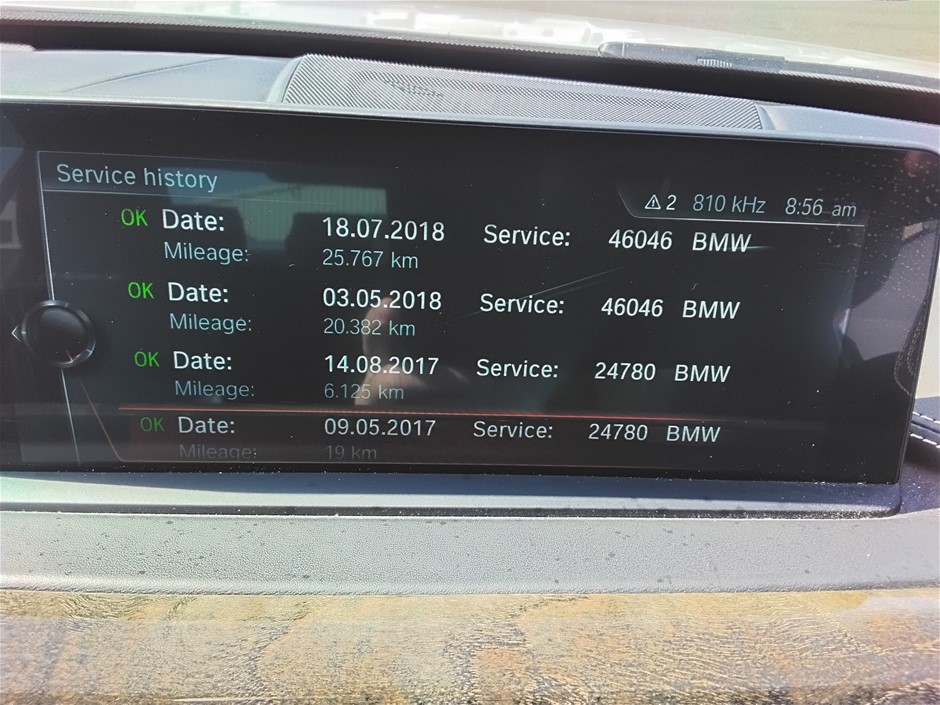 Service history
⚠ 2 810 kHz 8:56 am
OK Date: 18.07.2018 Service: 46046 BMW
Mileage: 25.767 km
OK Date: 03.05.2018 Service: 46046 BMW
Mileage: 20.382 km
OK Date: 14.08.2017 Service: 24780 BMW
Mileage: 6.125 km
OK Date: 09.05.2017 Service: 24780 BMW
Mileage: 19 km